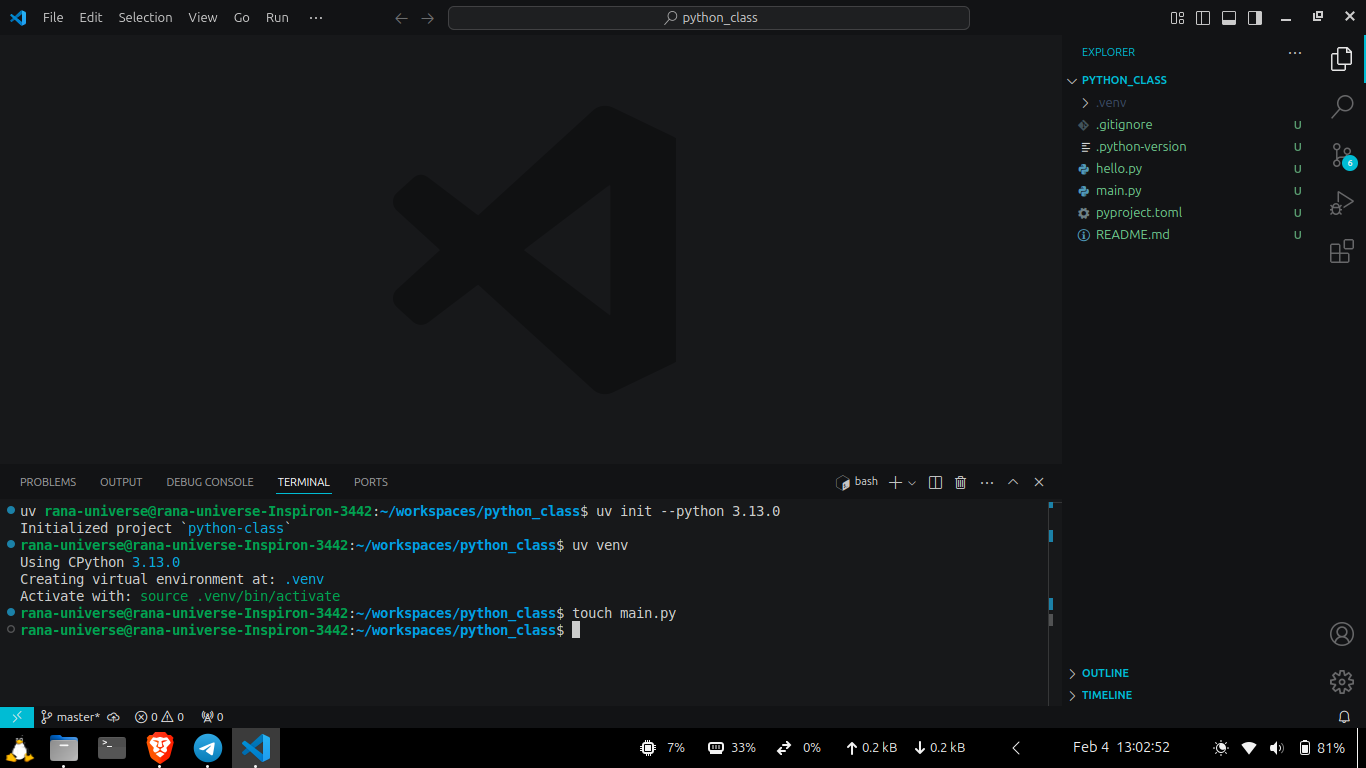 File Edit Selection View Go Run ···
python_class
EXPLORER
PYTHON_CLASS
.venv
.gitignore U
.python-version U
hello.py U
main.py U
pyproject.toml U
README.md U
6
PROBLEMS OUTPUT DEBUG CONSOLE TERMINAL PORTS
bash
uv rana-universe@rana-universe-Inspiron-3442:~/workspaces/python_class$ uv init --python 3.13.0
Initialized project `python-class`
rana-universe@rana-universe-Inspiron-3442:~/workspaces/python_class$ uv venv
Using CPython 3.13.0
Creating virtual environment at: .venv
Activate with: source .venv/bin/activate
rana-universe@rana-universe-Inspiron-3442:~/workspaces/python_class$ touch main.py
rana-universe@rana-universe-Inspiron-3442:~/workspaces/python_class$
OUTLINE
TIMELINE
master* 0 0 0
7% 33% 0% 0.2 kB 0.2 kB Feb 4 13:02:52 81%